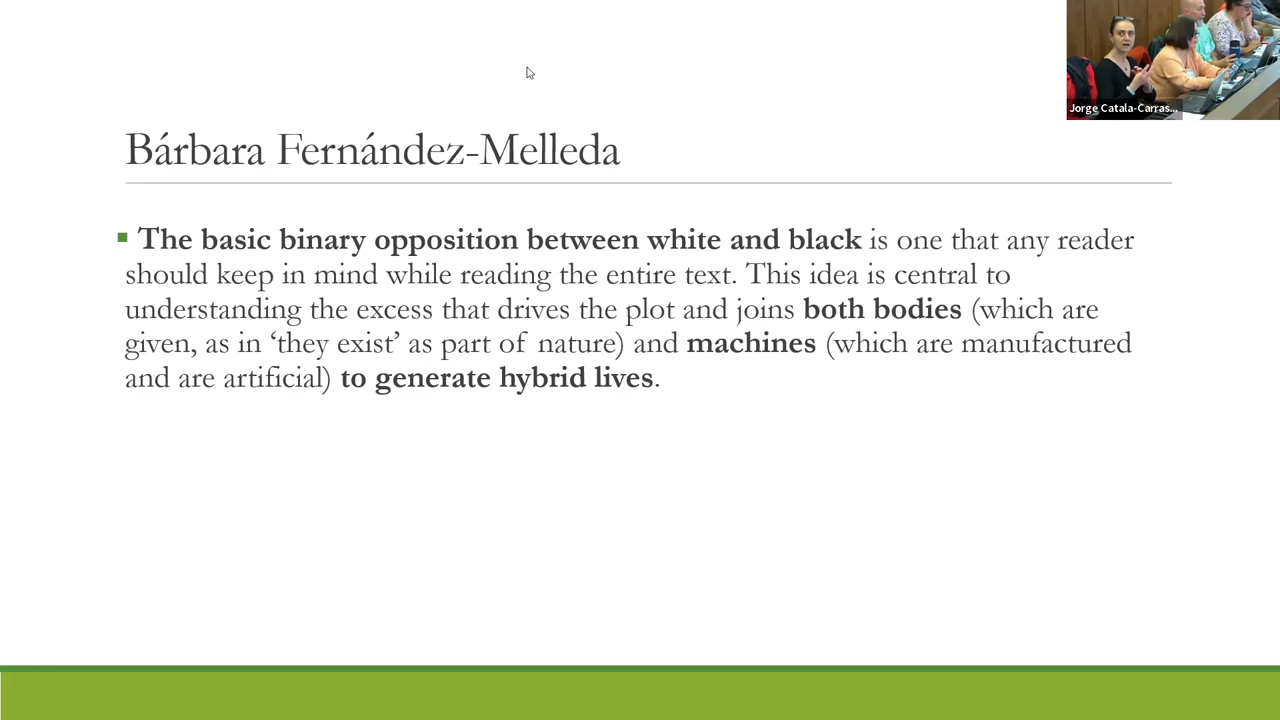 Jorge Catala-Carras...
Bárbara Fernández-Melleda
The basic binary opposition between white and black is one that any reader
should keep in mind while reading the entire text. This idea is central to
understanding the excess that drives the plot and joins both bodies (which are
given, as in ‘they exist’ as part of nature) and machines (which are manufactured
and are artificial) to generate hybrid lives.